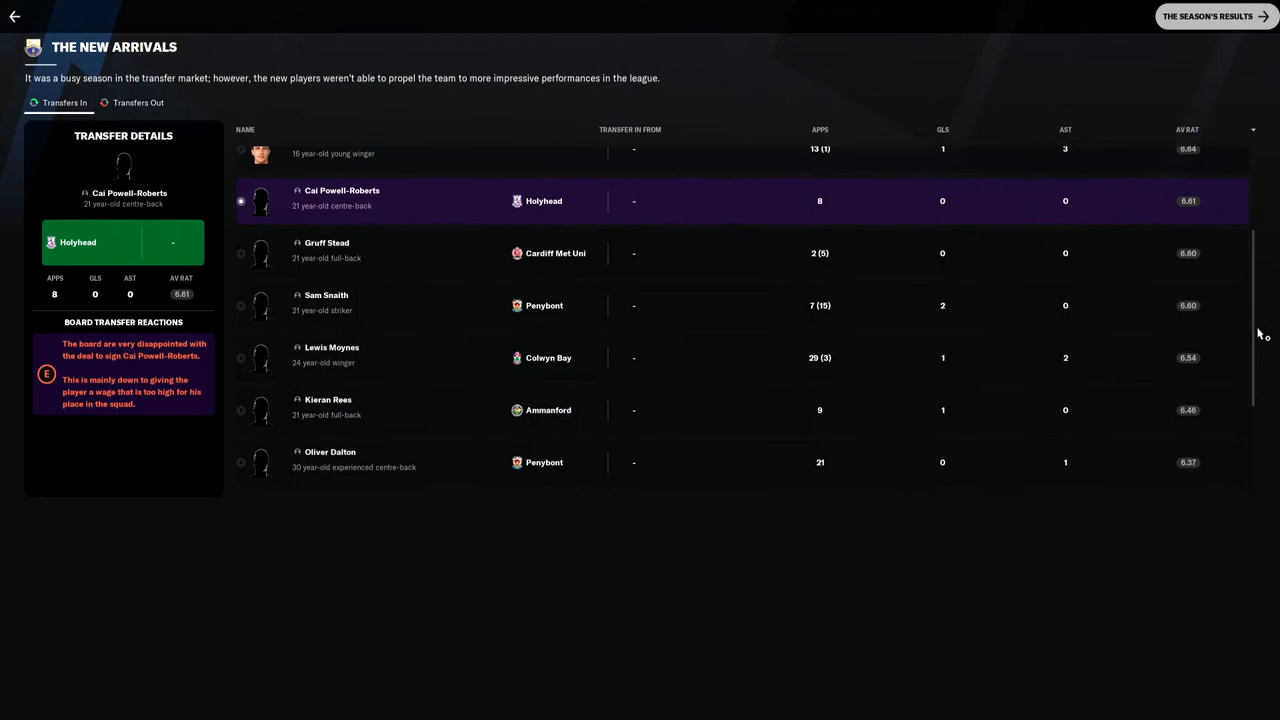 THE SEASON'S RESULTS
THE NEW ARRIVALS
It was a busy season in the transfer market; however, the new players weren't able to propel the team to more impressive performances in the league.
Transfers In Transfers Out
TRANSFER DETAILS
Cai Powell-Roberts
21 year-old centre-back
Holyhead -
APPS GLS AST AV RAT
8 0 0 6.61
BOARD TRANSFER REACTIONS
E
The board are very disappointed with
the deal to sign Cai Powell-Roberts.
This is mainly down to giving the
player a wage that is too high for his
place in the squad.
NAME TRANSFER IN FROM APPS GLS AST AV RAT
16 year-old young winger - 13 (1) 1 3 6.64
Cai Powell-Roberts
21 year-old centre-back
Holyhead - 8 0 0 6.61
Gruff Stead
21 year-old full-back
Cardiff Met Uni - 2 (5) 0 0 6.60
Sam Snaith
21 year-old striker
Penybont - 7 (15) 2 0 6.60
Lewis Moynes
24 year-old winger
Colwyn Bay - 29 (3) 1 2 6.54
Kieran Rees
21 year-old full-back
Ammanford - 9 1 0 6.46
Oliver Dalton
30 year-old experienced centre-back
Penybont - 21 0 1 6.37